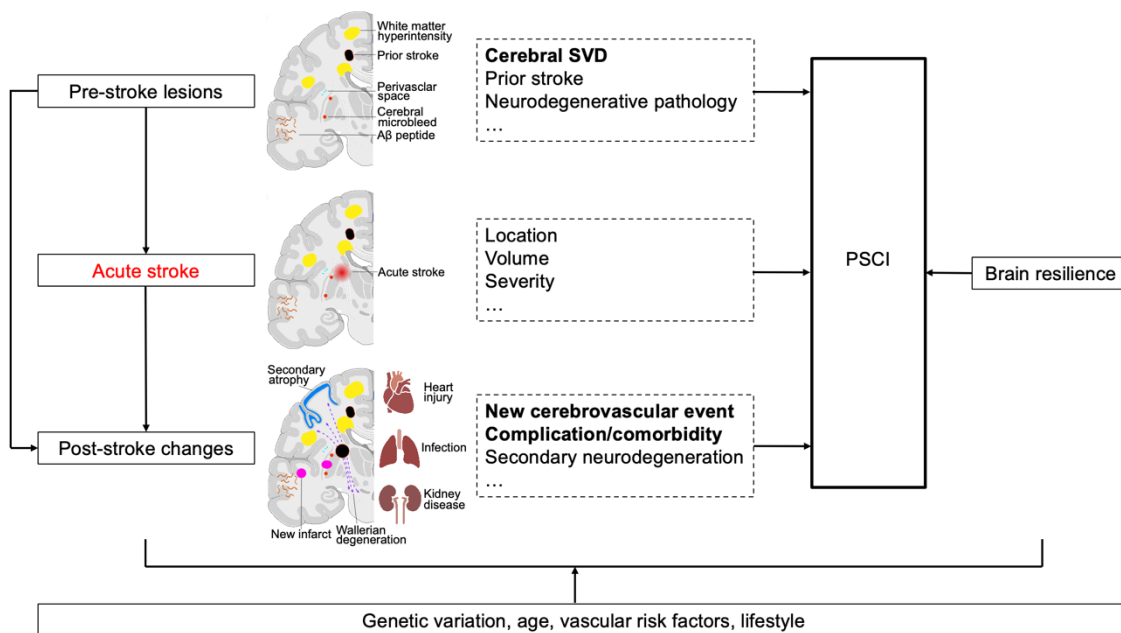 White matter
hyperintensity
Prior stroke
Perivasclar
space
Cerebral
microbleed
Aβ peptide
Pre-stroke lesions
Cerebral SVD
Prior stroke
Neurodegenerative pathology
…
Acute stroke
Acute stroke
Location
Volume
Severity
…
PSCI
Brain resilience
Secondary
atrophy
Heart
injury
Infection
Kidney
disease
New infarct
Wallerian
degeneration
Post-stroke changes
New cerebrovascular event
Complication/comorbidity
Secondary neurodegeneration
…
Genetic variation, age, vascular risk factors, lifestyle